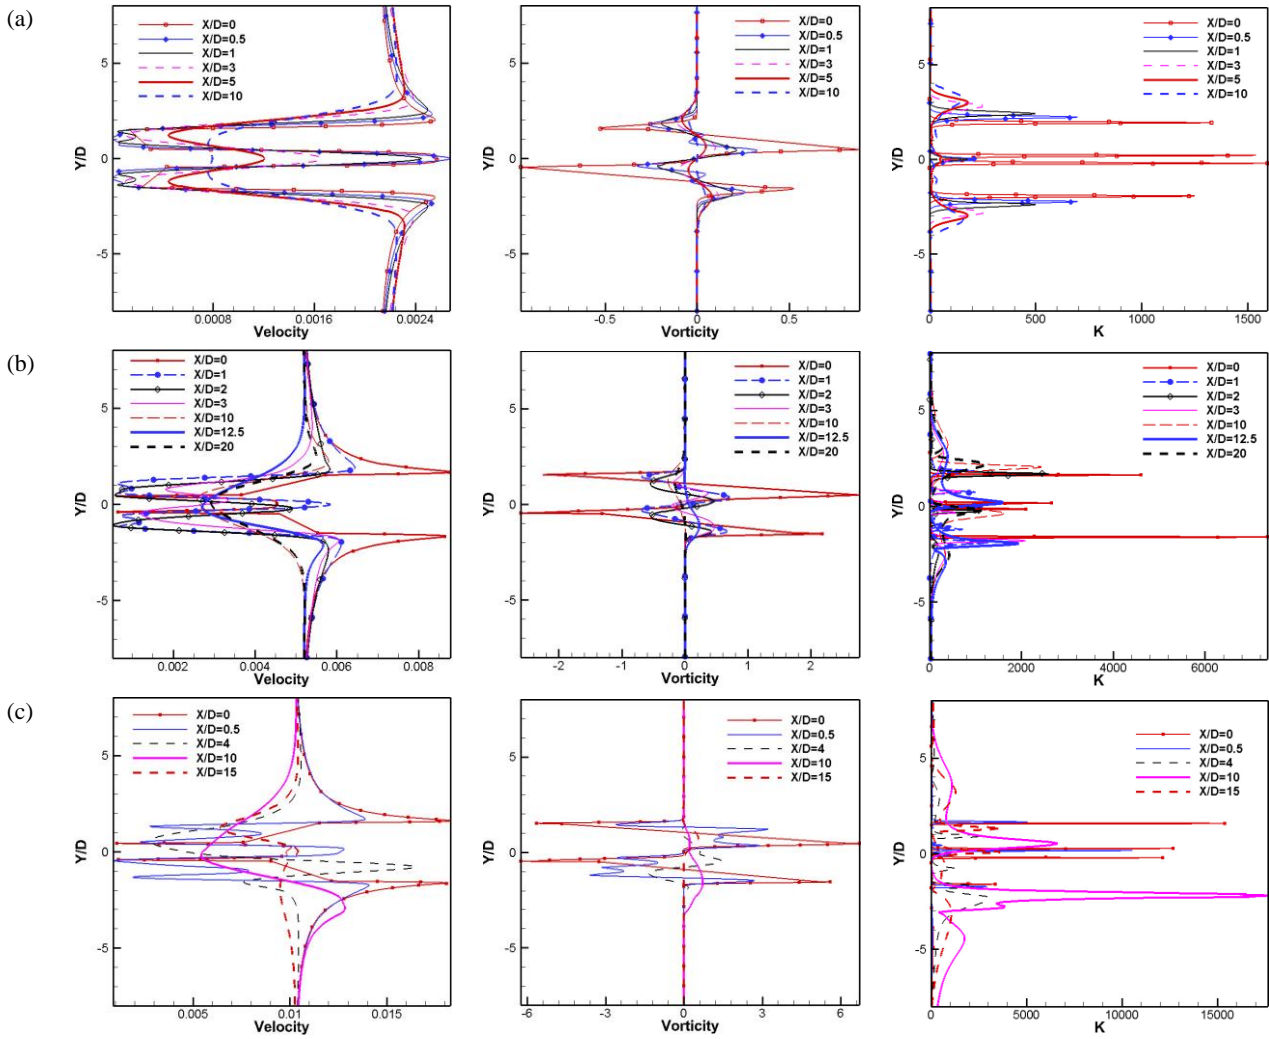 (a)
X/D=0
X/D=0.5
X/D=1
X/D=3
X/D=5
X/D=10
Y/D
5
0
-5
0.0008 0.0016 0.0024
Velocity
X/D=0
X/D=0.5
X/D=1
X/D=3
X/D=5
X/D=10
Y/D
5
0
-5
-0.5 0 0.5
Vorticity
X/D=0
X/D=0.5
X/D=1
X/D=3
X/D=5
X/D=10
Y/D
5
0
-5
0 500 1000 1500
K
(b)
X/D=0
X/D=1
X/D=2
X/D=3
X/D=10
X/D=12.5
X/D=20
Y/D
5
0
-5
0.002 0.004 0.006 0.008
Velocity
X/D=0
X/D=1
X/D=2
X/D=3
X/D=10
X/D=12.5
X/D=20
Y/D
5
0
-5
-2 -1 0 1 2
Vorticity
X/D=0
X/D=1
X/D=2
X/D=3
X/D=10
X/D=12.5
X/D=20
Y/D
5
0
-5
0 2000 4000 6000
K
(c)
X/D=0
X/D=0.5
X/D=4
X/D=10
X/D=15
Y/D
5
0
-5
0.005 0.01 0.015
Velocity
X/D=0
X/D=0.5
X/D=4
X/D=10
X/D=15
Y/D
5
0
-5
-6 -3 0 3 6
Vorticity
X/D=0
X/D=0.5
X/D=4
X/D=10
X/D=15
Y/D
5
0
-5
0 5000 10000 15000
K